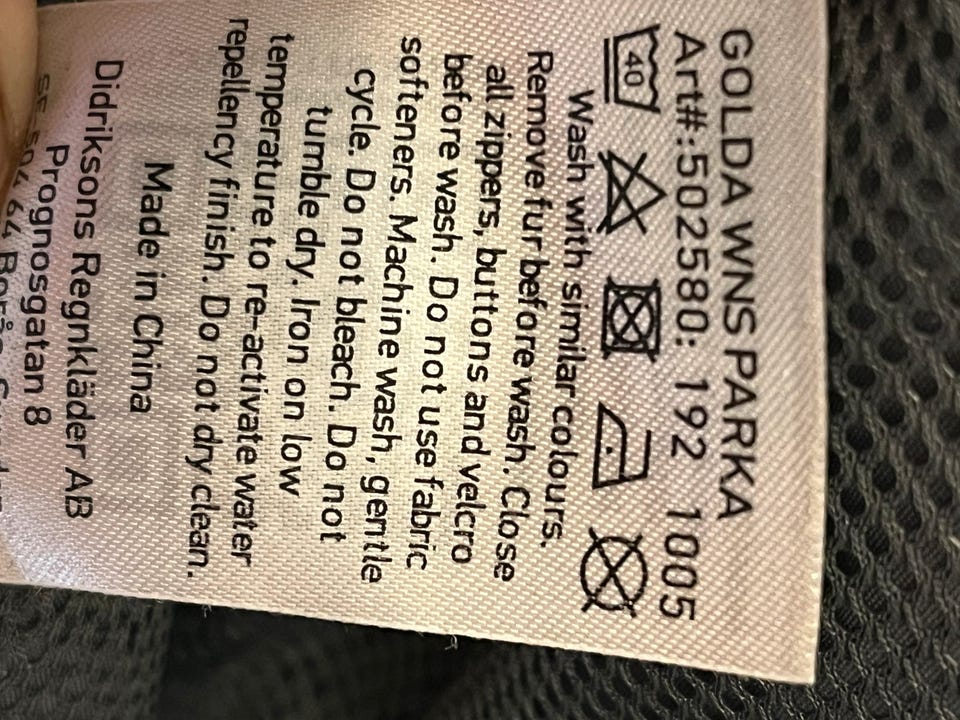 GOLDA WNS PARKA
Art#:502580: 192 1005
40
Wash with similar colours.
Remove fur before wash. Close
all zippers, buttons and velcro
before wash. Do not use fabric
softeners. Machine wash, gentle
cycle. Do not bleach. Do not
tumble dry. Iron on low
temperature to re-activate water
repellency finish. Do not dry clean.
Made in China
Didriksons Regnkläder AB
Prognosgatan 8
504 64 Borås